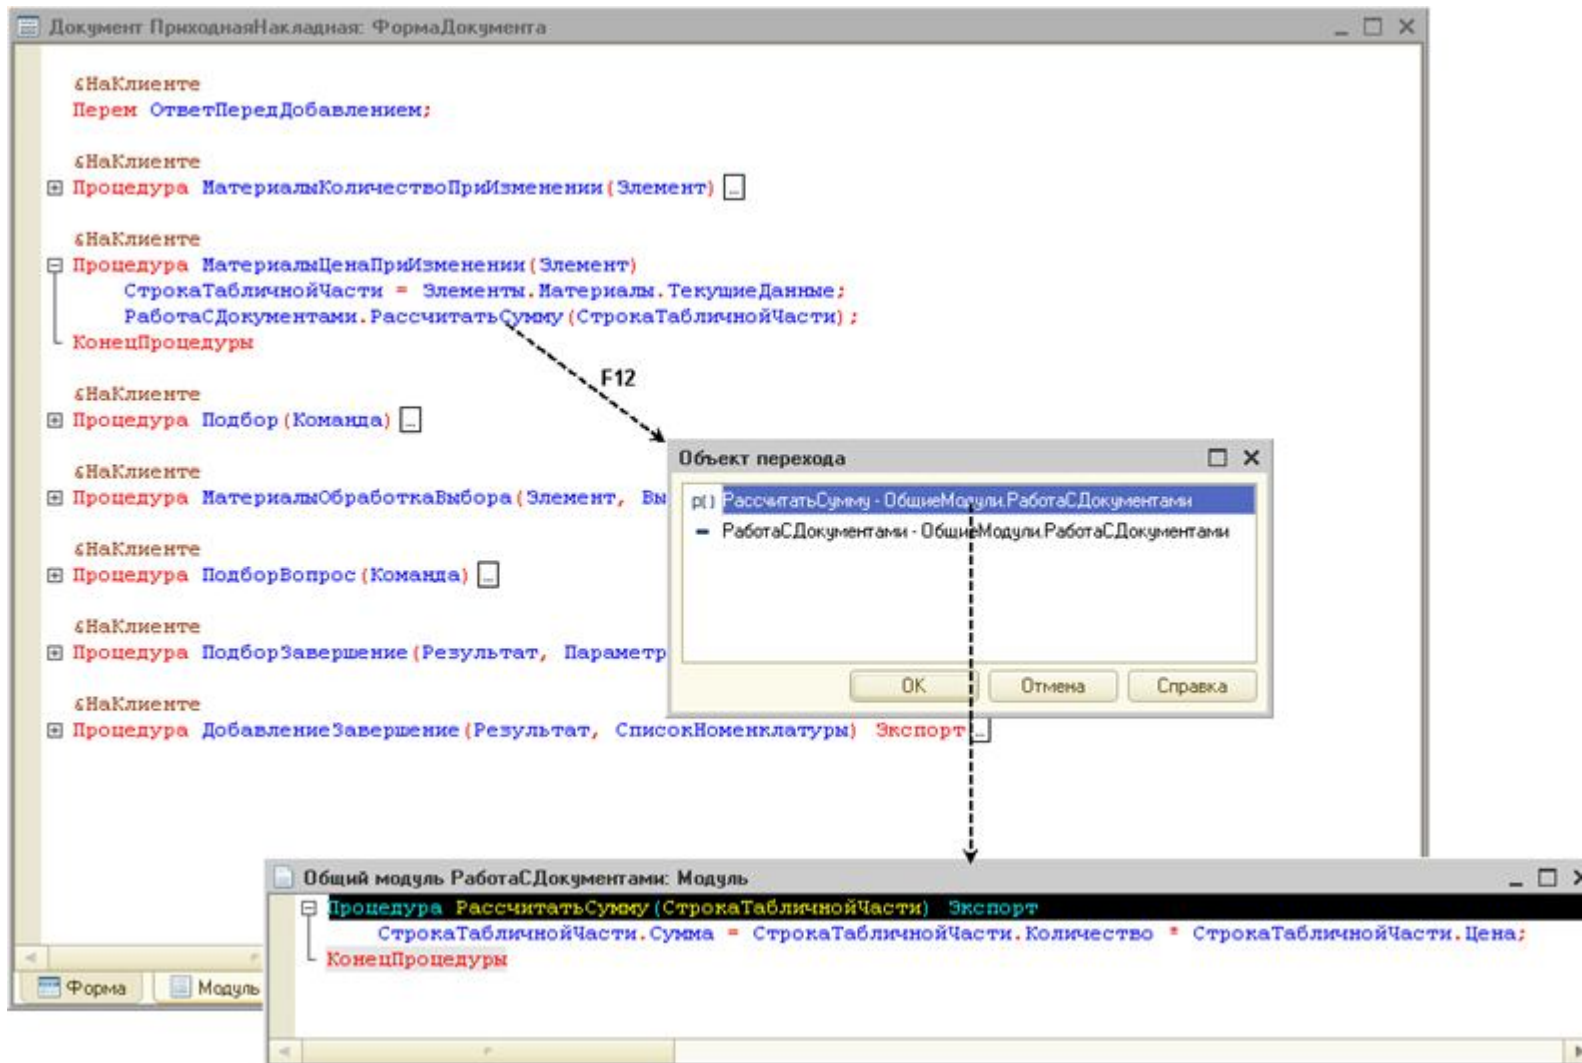 Документ ПриходнаяНакладная: ФормаДокумента
&НаКлиенте
Перем ОтветПередДобавлением;
&НаКлиенте
Процедура МатериалыКоличествоПриИзменении(Элемент) ...
&НаКлиенте
Процедура МатериалыЦенаПриИзменении(Элемент)
СтрокаТабличнойЧасти = Элементы.Материалы.ТекущиеДанные;
РаботаСДокументами.РассчитатьСумму(СтрокаТабличнойЧасти);
КонецПроцедуры
F12
&НаКлиенте
Процедура Подбор(Команда) ...
&НаКлиенте
Процедура МатериалыОбработкаВыбора(Элемент, Вы
&НаКлиенте
Процедура ПодборВопрос(Команда) ...
&НаКлиенте
Процедура ПодборЗавершение(Результат, Параметр
&НаКлиенте
Процедура ДобавлениеЗавершение(Результат, СписокНоменклатуры) Экспорт ...
Объект перехода
p() РассчитатьСумму - ОбщиеМодули.РаботаСДокументами
РаботаСДокументами - ОбщиеМодули.РаботаСДокументами
OK Отмена Справка
Общий модуль РаботаСДокументами: Модуль
Процедура РассчитатьСумму(СтрокаТабличнойЧасти) Экспорт
СтрокаТабличнойЧасти.Сумма = СтрокаТабличнойЧасти.Количество * СтрокаТабличнойЧасти.Цена;
КонецПроцедуры
Форма Модуль